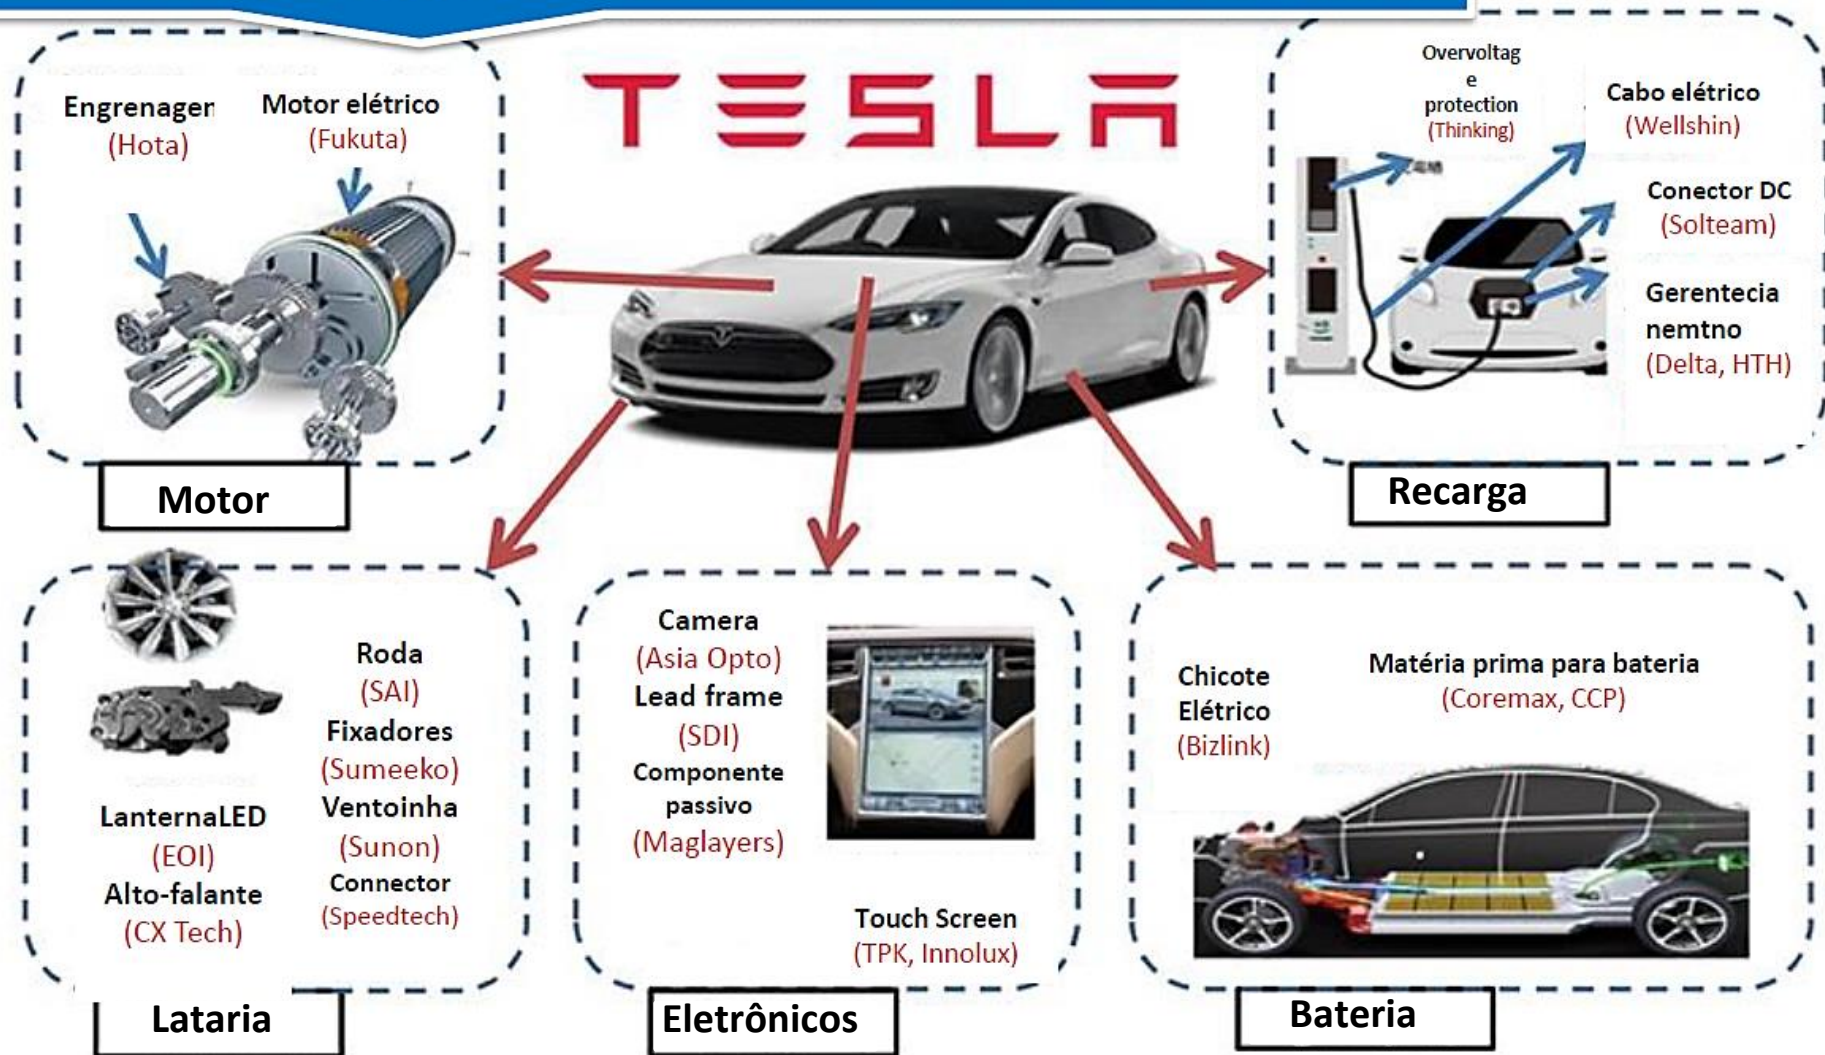 TESLA
Engrenagen
(Hota)
Motor elétrico
(Fukuta)
Motor
Overvoltag
e
protection
(Thinking)
Cabo elétrico
(Wellshin)
Conector DC
(Solteam)
Gerentecia
nemtno
(Delta, HTH)
Recarga
Roda
(SAI)
Fixadores
(Sumeeko)
Ventoinha
(Sunon)
Connector
(Speedtech)
LanternaLED
(EOI)
Alto-falante
(CX Tech)
Lataria
Camera
(Asia Opto)
Lead frame
(SDI)
Componente
passivo
(Maglayers)
Touch Screen
(TPK, Innolux)
Eletrônicos
Chicote
Elétrico
(Bizlink)
Matéria prima para bateria
(Coremax, CCP)
Bateria